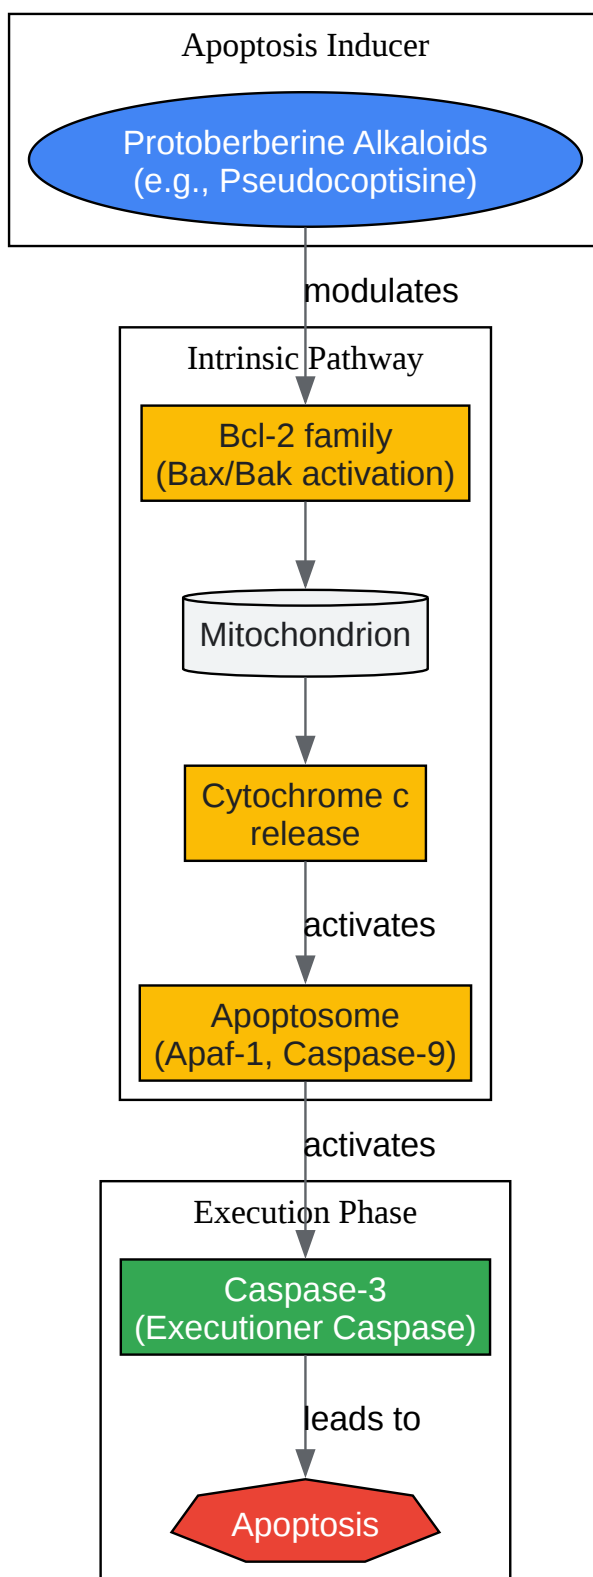 Apoptosis Inducer
Protoberberine Alkaloids
(e.g., Pseudocoptisine)
modulates
Intrinsic Pathway
Bcl-2 family
(Bax/Bak activation)
Mitochondrion
Cytochrome c
release
activates
Apoptosome
(Apaf-1, Caspase-9)
activates
Execution Phase
Caspase-3
(Executioner Caspase)
leads to
Apoptosis